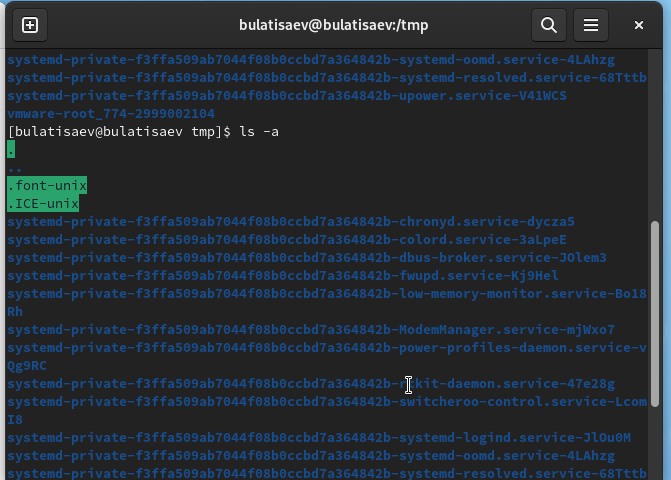 bulatisaev@bulatisaev:/tmp
systemd-private-f3ffa509ab7044f08b0ccbd7a364842b-systemd-oomd.service-4LAhzg
systemd-private-f3ffa509ab7044f08b0ccbd7a364842b-systemd-resolved.service-68Tttb
systemd-private-f3ffa509ab7044f08b0ccbd7a364842b-upower.service-V41WCS
vmware-root_774-2999002104
[bulatisaev@bulatisaev tmp]$ ls -a
.
..
.font-unix
.ICE-unix
systemd-private-f3ffa509ab7044f08b0ccbd7a364842b-chronyd.service-dycza5
systemd-private-f3ffa509ab7044f08b0ccbd7a364842b-colord.service-3aLpeE
systemd-private-f3ffa509ab7044f08b0ccbd7a364842b-dbus-broker.service-JOlem3
systemd-private-f3ffa509ab7044f08b0ccbd7a364842b-fwupd.service-Kj9Hel
systemd-private-f3ffa509ab7044f08b0ccbd7a364842b-low-memory-monitor.service-Bo18
Rh
systemd-private-f3ffa509ab7044f08b0ccbd7a364842b-ModemManager.service-mjWxo7
systemd-private-f3ffa509ab7044f08b0ccbd7a364842b-power-profiles-daemon.service-v
Qg9RC
systemd-private-f3ffa509ab7044f08b0ccbd7a364842b-rtkit-daemon.service-47e28g
systemd-private-f3ffa509ab7044f08b0ccbd7a364842b-switcheroo-control.service-Lcom
I8
systemd-private-f3ffa509ab7044f08b0ccbd7a364842b-systemd-logind.service-JlOu0M
systemd-private-f3ffa509ab7044f08b0ccbd7a364842b-systemd-oomd.service-4LAhzg
systemd-private-f3ffa509ab7044f08b0ccbd7a364842b-systemd-resolved.service-68Tttb